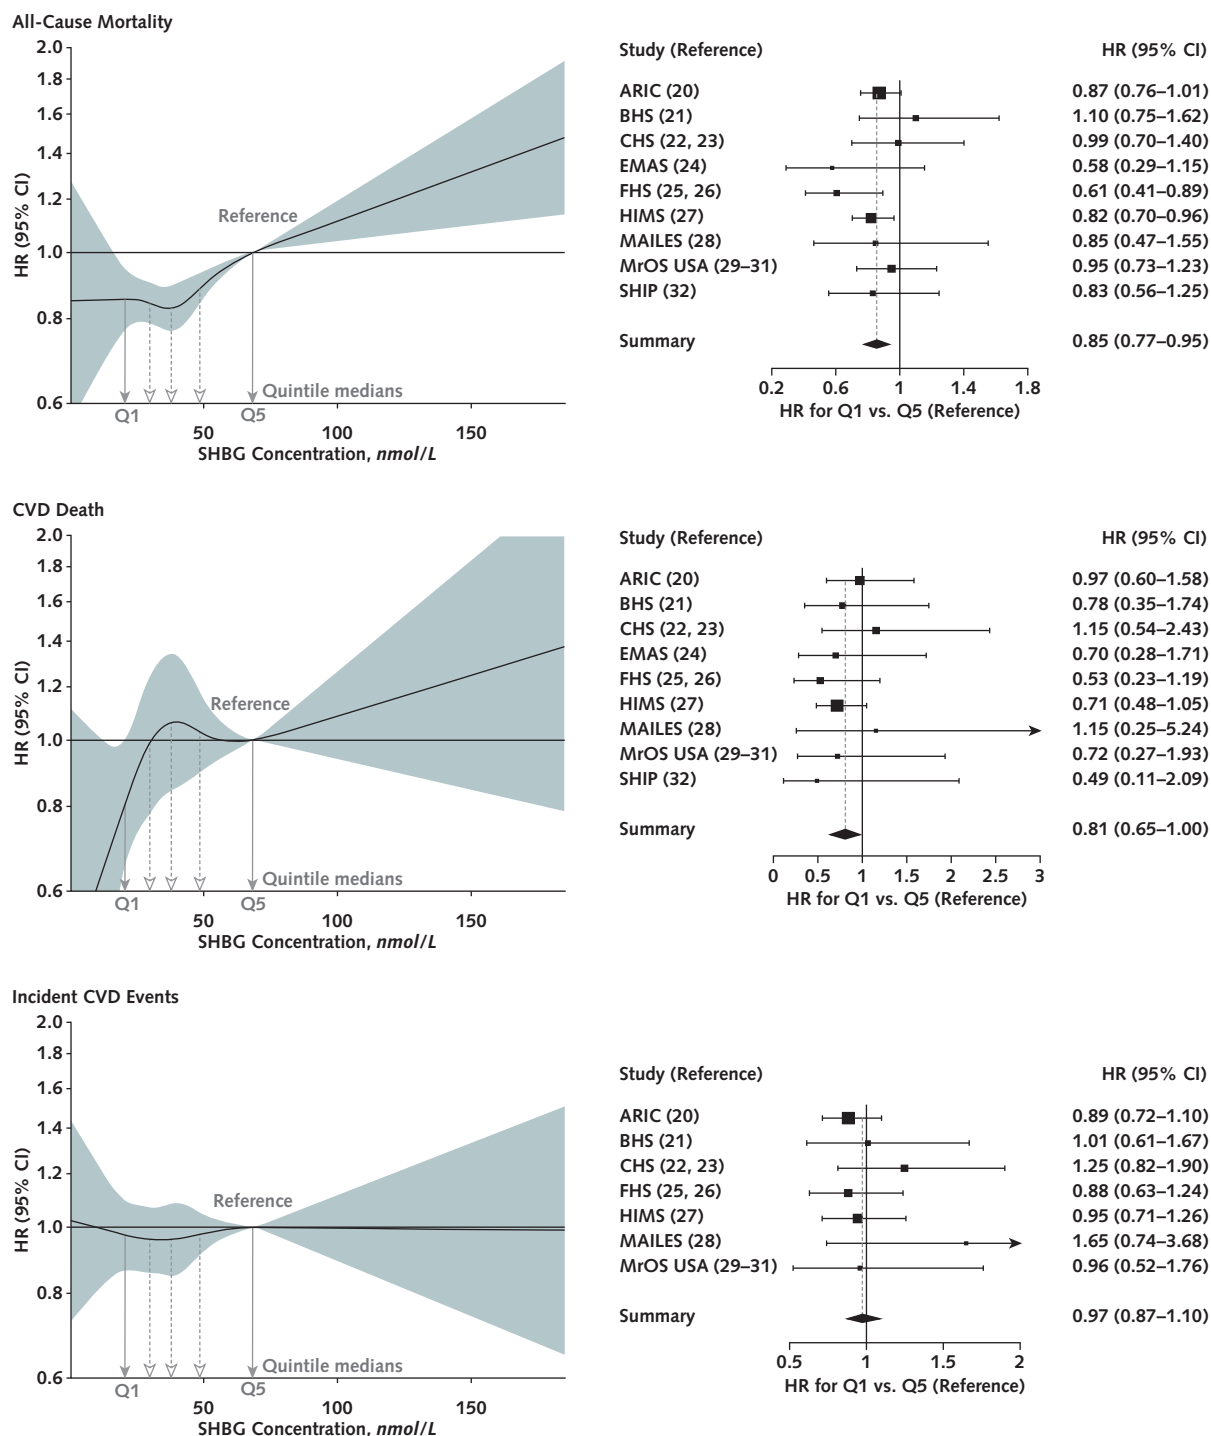 All-Cause Mortality
HR (95% CI)
2.0
1.8
1.6
1.4
1.2
1.0
0.8
0.6
Reference
Quintile medians
Q1
Q5
50
100
150
SHBG Concentration, nmol/L
Study (Reference)
HR (95% CI)
ARIC (20)
0.87 (0.76–1.01)
BHS (21)
1.10 (0.75–1.62)
CHS (22, 23)
0.99 (0.70–1.40)
EMAS (24)
0.58 (0.29–1.15)
FHS (25, 26)
0.61 (0.41–0.89)
HIMS (27)
0.82 (0.70–0.96)
MAILES (28)
0.85 (0.47–1.55)
MrOS USA (29–31)
0.95 (0.73–1.23)
SHIP (32)
0.83 (0.56–1.25)
Summary
0.85 (0.77–0.95)
0.2
0.6
1
1.4
1.8
HR for Q1 vs. Q5 (Reference)
CVD Death
HR (95% CI)
2.0
1.8
1.6
1.4
1.2
1.0
0.8
0.6
Reference
Quintile medians
Q1
Q5
50
100
150
SHBG Concentration, nmol/L
Study (Reference)
HR (95% CI)
ARIC (20)
0.97 (0.60–1.58)
BHS (21)
0.78 (0.35–1.74)
CHS (22, 23)
1.15 (0.54–2.43)
EMAS (24)
0.70 (0.28–1.71)
FHS (25, 26)
0.53 (0.23–1.19)
HIMS (27)
0.71 (0.48–1.05)
MAILES (28)
1.15 (0.25–5.24)
MrOS USA (29–31)
0.72 (0.27–1.93)
SHIP (32)
0.49 (0.11–2.09)
Summary
0.81 (0.65–1.00)
0
0.5
1
1.5
2
2.5
3
HR for Q1 vs. Q5 (Reference)
Incident CVD Events
HR (95% CI)
2.0
1.8
1.6
1.4
1.2
1.0
0.8
0.6
Reference
Quintile medians
Q1
Q5
50
100
150
SHBG Concentration, nmol/L
Study (Reference)
HR (95% CI)
ARIC (20)
0.89 (0.72–1.10)
BHS (21)
1.01 (0.61–1.67)
CHS (22, 23)
1.25 (0.82–1.90)
FHS (25, 26)
0.88 (0.63–1.24)
HIMS (27)
0.95 (0.71–1.26)
MAILES (28)
1.65 (0.74–3.68)
MrOS USA (29–31)
0.96 (0.52–1.76)
Summary
0.97 (0.87–1.10)
0.5
1
1.5
2
HR for Q1 vs. Q5 (Reference)